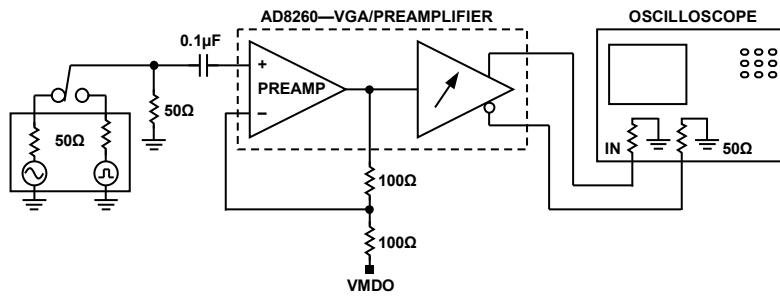 AD8260—VGA/PREAMPLIFIER
OSCILLOSCOPE
0.1µF
+
PREAMP
–
50Ω
50Ω
IN
50Ω
100Ω
100Ω
VMDO